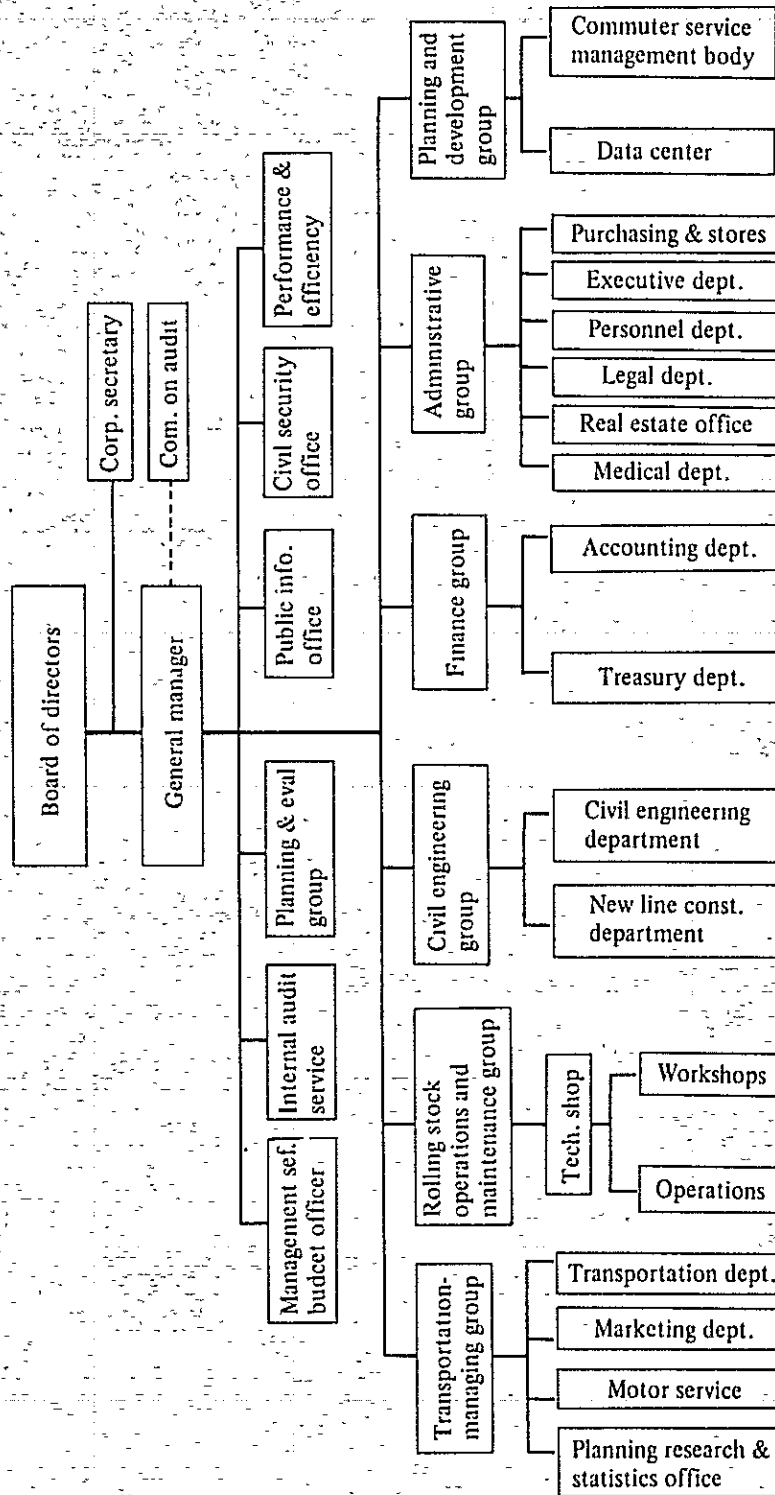 Board of directors
Corp. secretary
General manager
Com. on audit
Management sef.
budcet officer
Internal audit
service
Planning & eval
group
Public info.
office
Civil security
office
Performance &
efficiency
Transportation-
managing group
Rolling stock
operations and
maintenance group
Civil engineering
group
Finance group
Administrative
group
Planning and
development
group
Tech. shop
Planning research &
statistics office
Motor service
Marketing dept.
Transportation dept.
Operations
Workshops
New line const.
department
Civil engineering
department
Treasury dept.
Accounting dept.
Medical dept.
Real estate office
Legal dept.
Personnel dept.
Executive dept.
Purchasing & stores
Data center
Commuter service
management body